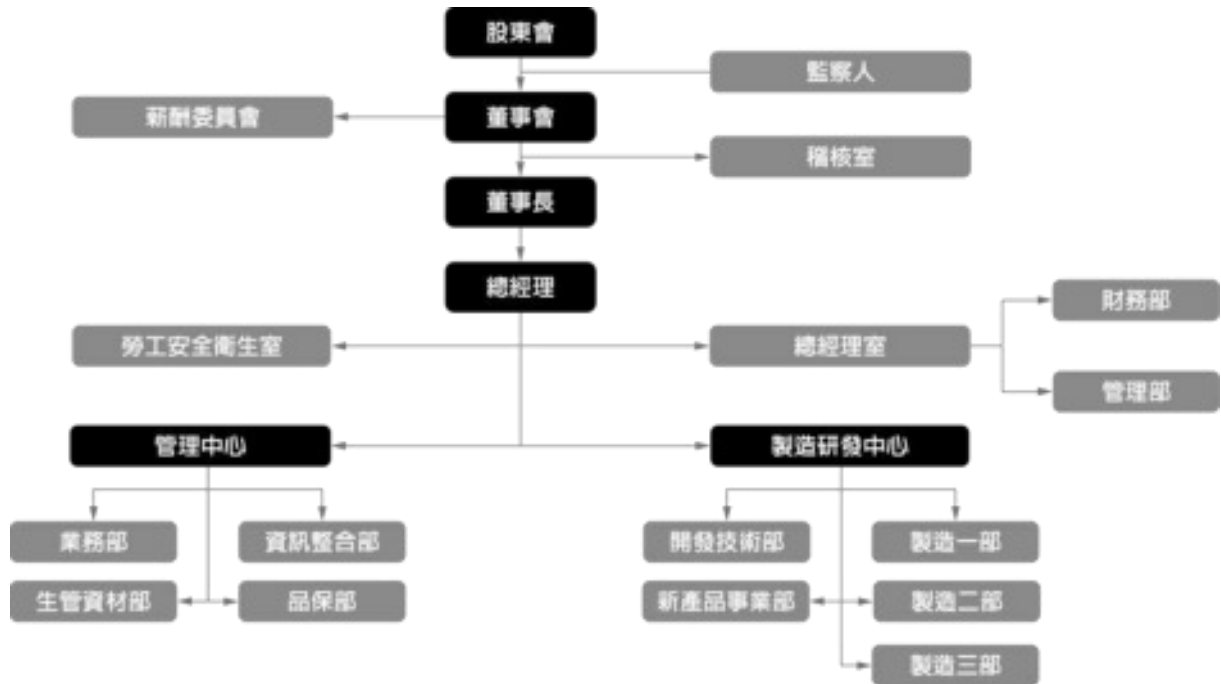 股東會
監察人
薪酬委員會
董事會
稽核室
董事長
總經理
財務部
勞工安全衛生室
總經理室
管理部
管理中心
製造研發中心
業務部
資訊整合部
開發技術部
製造一部
生管資材部
品保部
新產品事業部
製造二部
製造三部